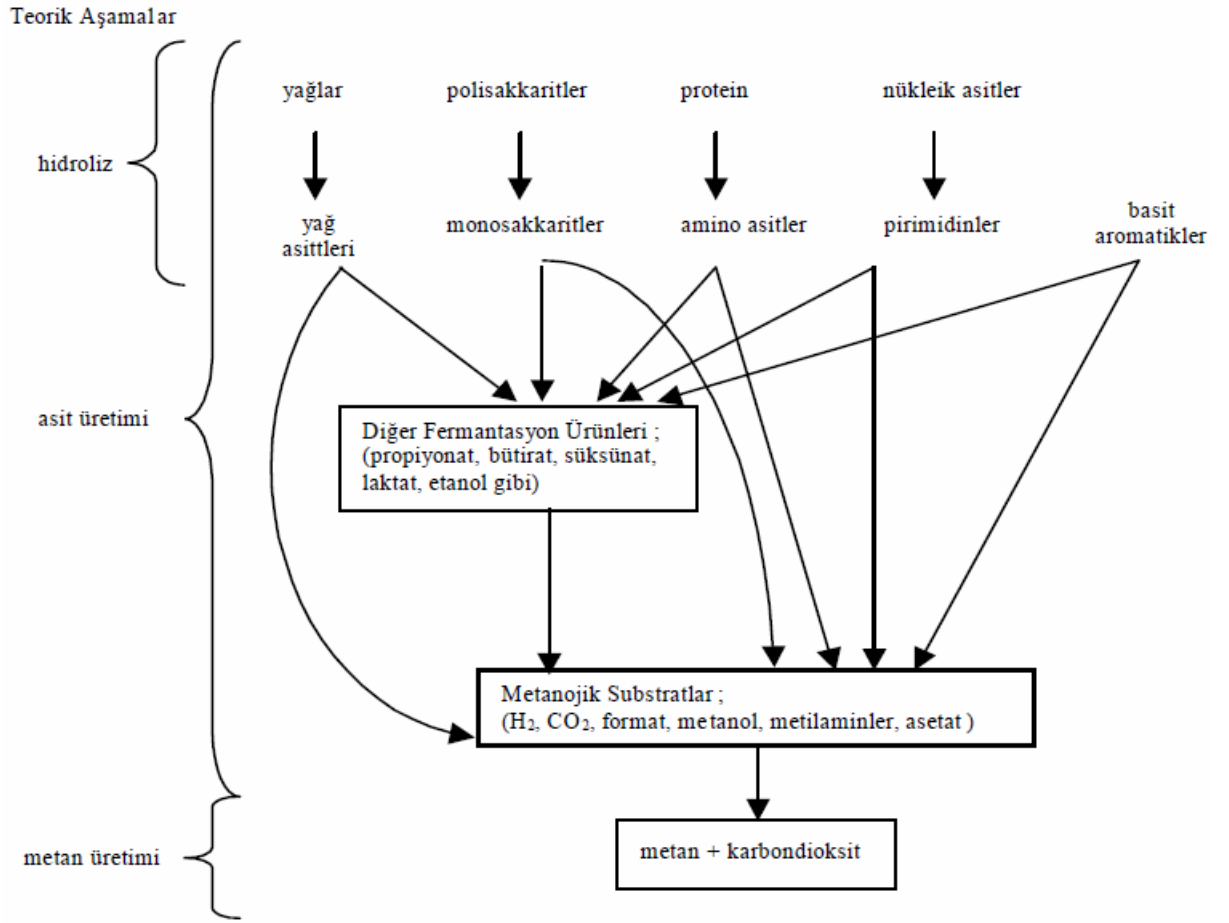 Teorik Aşamalar
yağlar
polisakkaritler
protein
nükleik asitler
hidroliz
yağ
asittleri
monosakkaritler
amino asitler
pirimidinler
basit
aromatikler
asit üretimi
Diğer Fermantasyon Ürünleri ;
(propiyonat, bütirat, süksünat,
laktat, etanol gibi)
Metanojik Substratlar ;
(H₂, CO₂, format, metanol, metilaminler, asetat )
metan üretimi
metan + karbondioksit